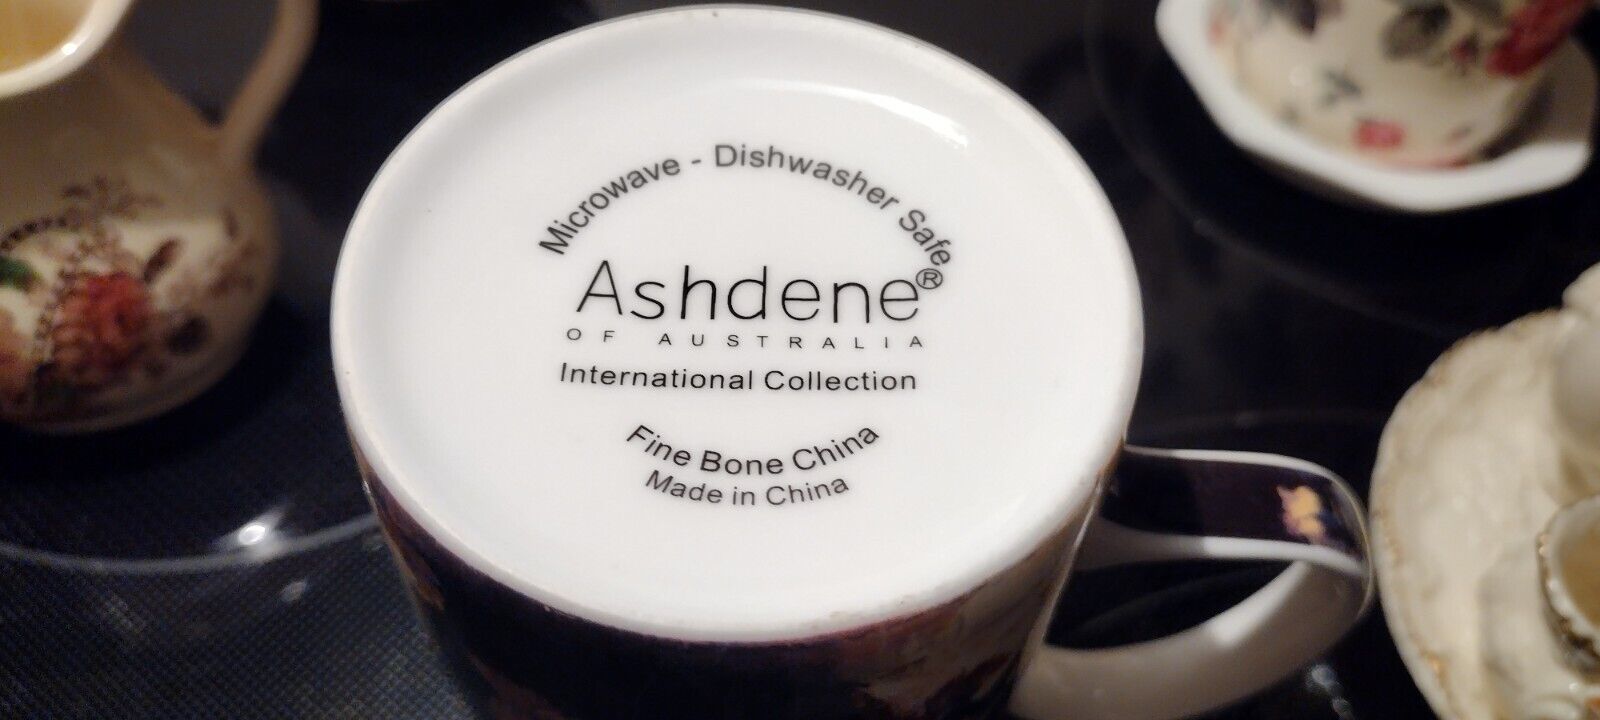 Microwave - Dishwasher Safe
Ashdene®
OF AUSTRALIA
International Collection
Fine Bone China
Made in China